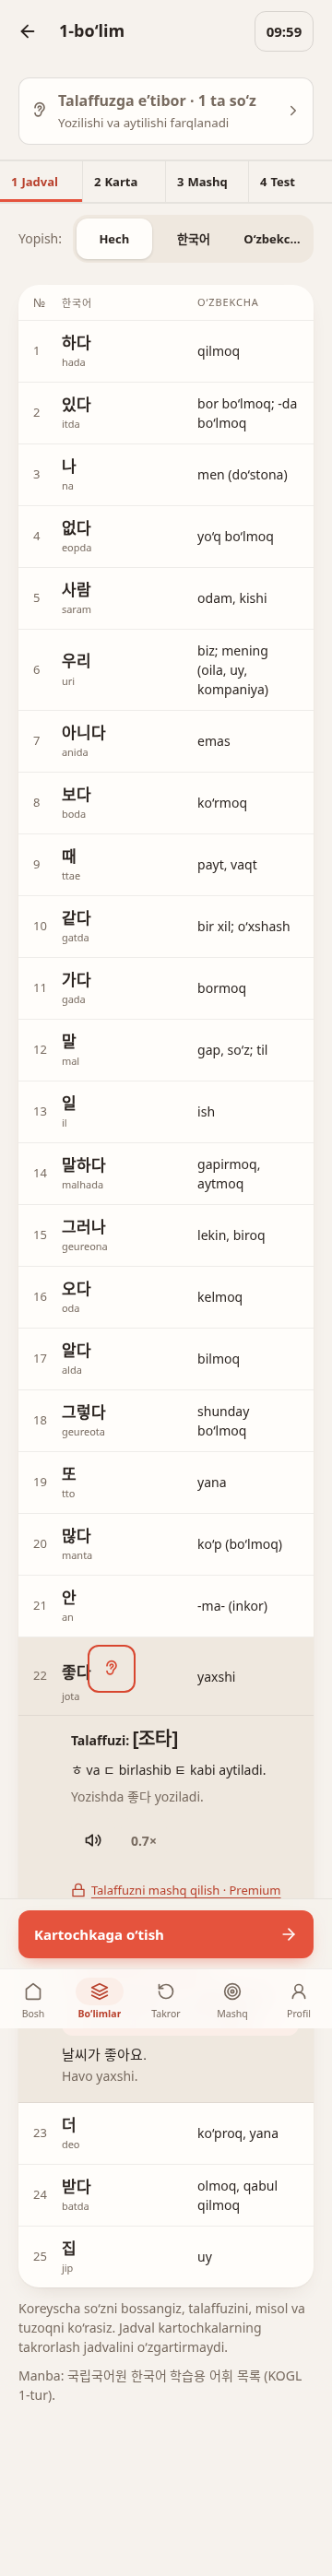 1-bo‘lim
09:59
Talaffuzga e’tibor · 1 ta so‘z
Yozilishi va aytilishi farqlanadi
1 Jadval
2 Karta
3 Mashq
4 Test
Yopish:
Hech
한국어
O‘zbekc...
№
한국어
O‘ZBEKCHA
1
하다
hada
qilmoq
2
있다
itda
bor bo‘lmoq; -da
bo‘lmoq
3
나
na
men (do‘stona)
4
없다
eopda
yo‘q bo‘lmoq
5
사람
saram
odam, kishi
6
우리
uri
biz; mening
(oila, uy,
kompaniya)
7
아니다
anida
emas
8
보다
boda
ko‘rmoq
9
때
ttae
payt, vaqt
10
같다
gatda
bir xil; o‘xshash
11
가다
gada
bormoq
12
말
mal
gap, so‘z; til
13
일
il
ish
14
말하다
malhada
gapirmoq,
aytmoq
15
그러나
geureona
lekin, biroq
16
오다
oda
kelmoq
17
알다
alda
bilmoq
18
그렇다
geureota
shunday
bo‘lmoq
19
또
tto
yana
20
많다
manta
ko‘p (bo‘lmoq)
21
안
an
-ma- (inkor)
22
좋다
jota
yaxshi
Talaffuzi: [조타]
ㅎ va ㄷ birlashib ㅌ kabi aytiladi.
Yozishda 좋다 yoziladi.
0.7×
Talaffuzni mashq qilish · Premium
Kartochkaga o‘tish
Bosh
Bo‘limlar
Takror
Mashq
Profil
날씨가 좋아요.
Havo yaxshi.
23
더
deo
ko‘proq, yana
24
받다
batda
olmoq, qabul
qilmoq
25
집
jip
uy
Koreyscha so‘zni bossangiz, talaffuzini, misol va
tuzoqni ko‘rasiz. Jadval kartochkalarning
takrorlash jadvalini o‘zgartirmaydi.
Manba: 국립국어원 한국어 학습용 어휘 목록 (KOGL
1-tur).